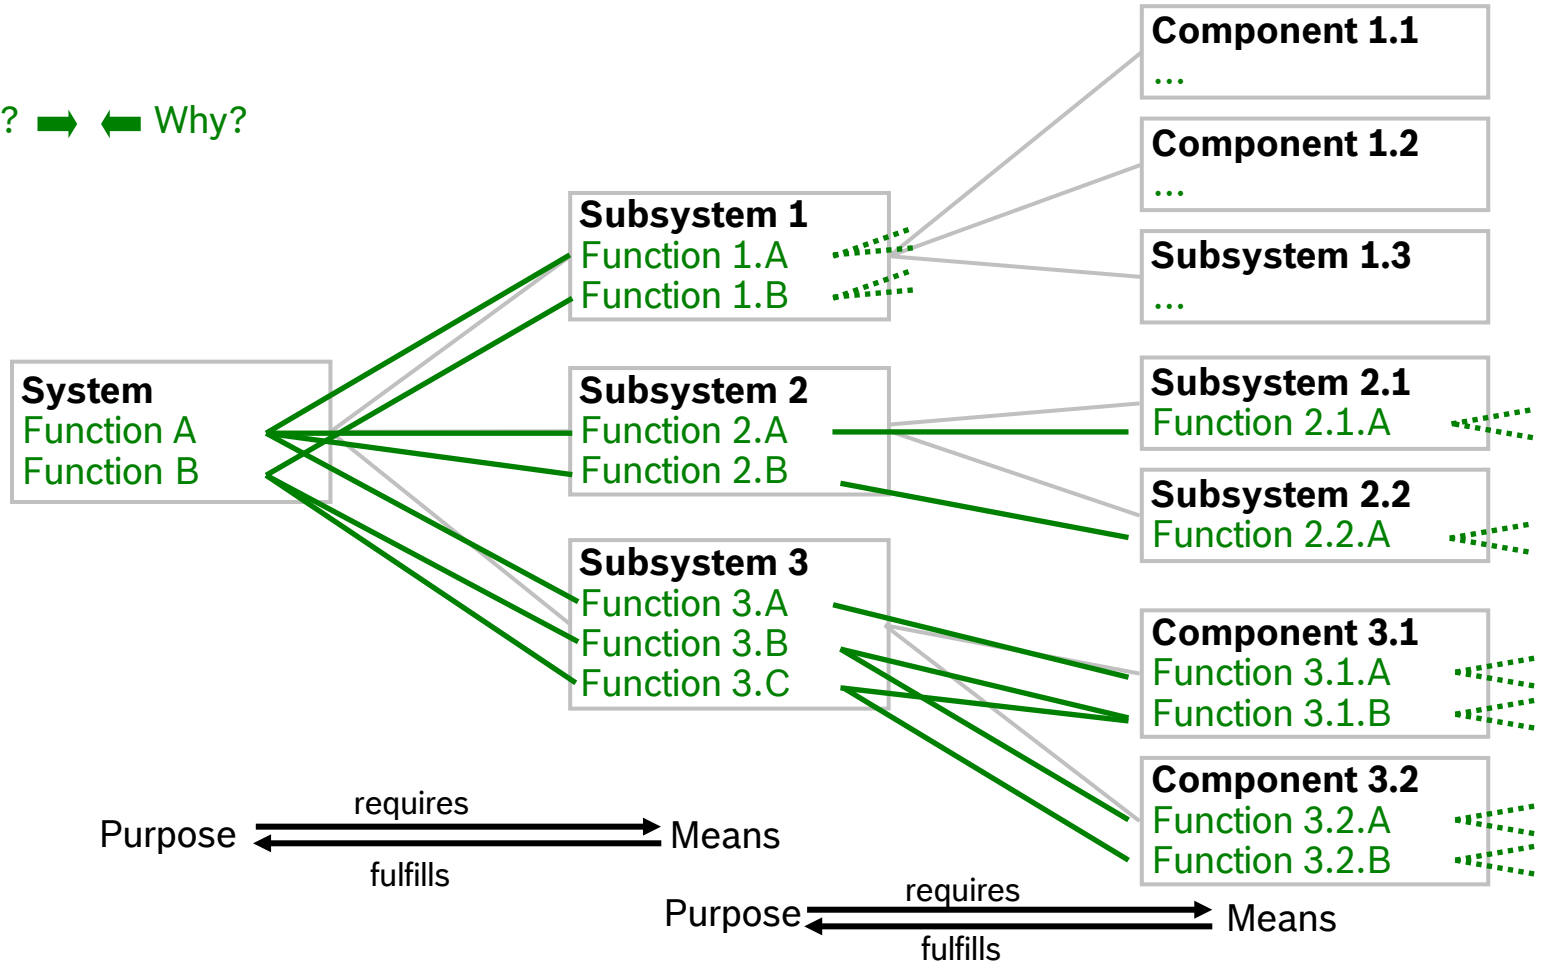 ? Why?
System
Function A
Function B
Subsystem 1
Function 1.A
Function 1.B
Subsystem 2
Function 2.A
Function 2.B
Subsystem 3
Function 3.A
Function 3.B
Function 3.C
Component 1.1
...
Component 1.2
...
Subsystem 1.3
...
Subsystem 2.1
Function 2.1.A
Subsystem 2.2
Function 2.2.A
Component 3.1
Function 3.1.A
Function 3.1.B
Component 3.2
Function 3.2.A
Function 3.2.B
requires
Purpose Means
fulfills
requires
Purpose Means
fulfills